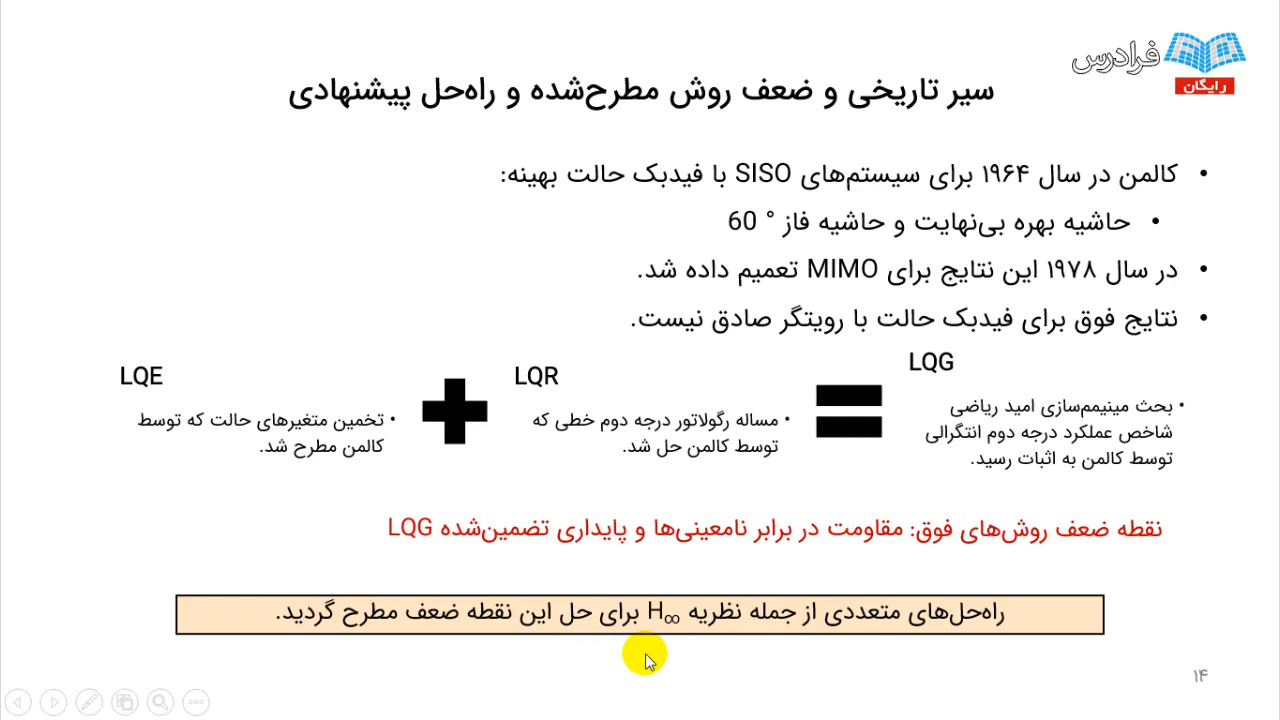 فرادرس
رایگان
سیر تاریخی و ضعف روش مطرح‌شده و راه‌حل پیشنهادی
• کالمن در سال ۱۹۶۴ برای سیستم‌های SISO با فیدبک حالت بهینه:
• حاشیه بهره بی‌نهایت و حاشیه فاز ° 60
• در سال ۱۹۷۸ این نتایج برای MIMO تعمیم داده شد.
• نتایج فوق برای فیدبک حالت با رویتگر صادق نیست.
LQG
• بحث مینیمم‌سازی امید ریاضی
شاخص عملکرد درجه دوم انتگرالی
توسط کالمن به اثبات رسید.
LQR
• مساله رگولاتور درجه دوم خطی که
توسط کالمن حل شد.
LQE
• تخمین متغیرهای حالت که توسط
کالمن مطرح شد.
نقطه ضعف روش‌های فوق: مقاومت در برابر نامعینی‌ها و پایداری تضمین‌شده LQG
راه‌حل‌های متعددی از جمله نظریه H∞ برای حل این نقطه ضعف مطرح گردید.
۱۴